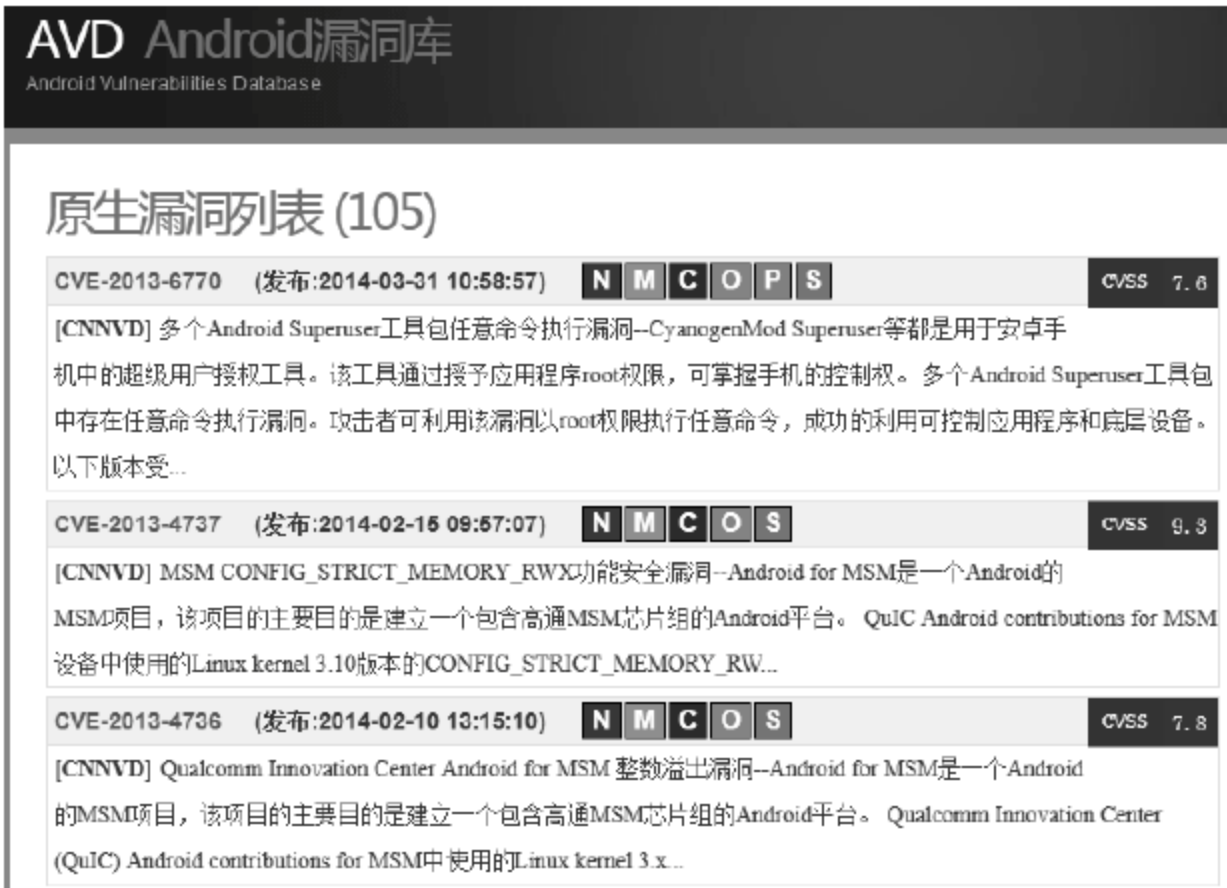 AVD Android漏洞库
Android Vulnerabilities Database
原生漏洞列表 (105)
CVE-2013-6770 (发布:2014-03-31 10:58:57) N M C O P S CVSS 7.6
[CNNVD] 多个Android Superuser工具包任意命令执行漏洞--CyanogenMod Superuser等都是用于安卓手
机中的超级用户授权工具。该工具通过授予应用程序root权限，可掌握手机的控制权。多个Android Superuser工具包
中存在任意命令执行漏洞。攻击者可利用该漏洞以root权限执行任意命令，成功的利用可控制应用程序和底层设备。
以下版本受...
CVE-2013-4737 (发布:2014-02-15 09:57:07) N M C O S CVSS 9.3
[CNNVD] MSM CONFIG_STRICT_MEMORY_RWX功能安全漏洞--Android for MSM是一个Android的
MSM项目，该项目的主要目的是建立一个包含高通MSM芯片组的Android平台。 QuIC Android contributions for MSM
设备中使用的Linux kernel 3.10版本的CONFIG_STRICT_MEMORY_RW...
CVE-2013-4736 (发布:2014-02-10 13:15:10) N M C O S CVSS 7.8
[CNNVD] Qualcomm Innovation Center Android for MSM 整数溢出漏洞--Android for MSM是一个Android
的MSM项目，该项目的主要目的是建立一个包含高通MSM芯片组的Android平台。 Qualcomm Innovation Center
(QuIC) Android contributions for MSM中使用的Linux kernel 3.x...